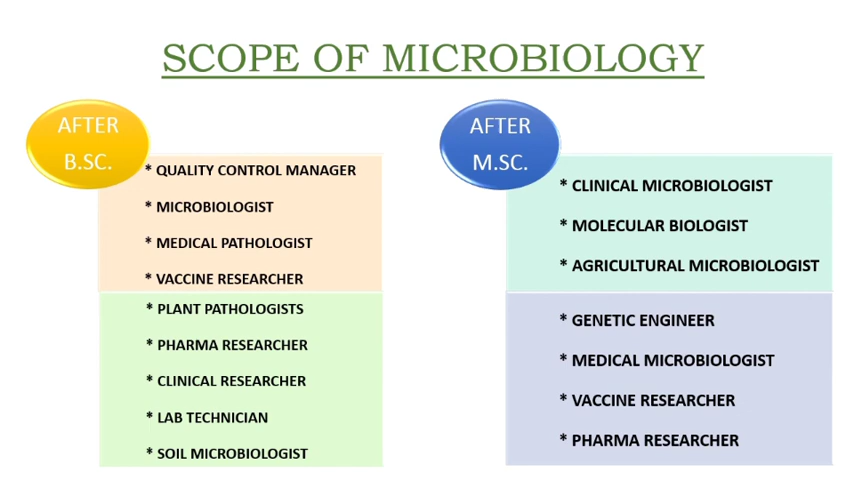 SCOPE OF MICROBIOLOGY
AFTER
B.SC.
* QUALITY CONTROL MANAGER
* MICROBIOLOGIST
* MEDICAL PATHOLOGIST
* VACCINE RESEARCHER
* PLANT PATHOLOGISTS
* PHARMA RESEARCHER
* CLINICAL RESEARCHER
* LAB TECHNICIAN
* SOIL MICROBIOLOGIST
AFTER
M.SC.
* CLINICAL MICROBIOLOGIST
* MOLECULAR BIOLOGIST
* AGRICULTURAL MICROBIOLOGIST
* GENETIC ENGINEER
* MEDICAL MICROBIOLOGIST
* VACCINE RESEARCHER
* PHARMA RESEARCHER